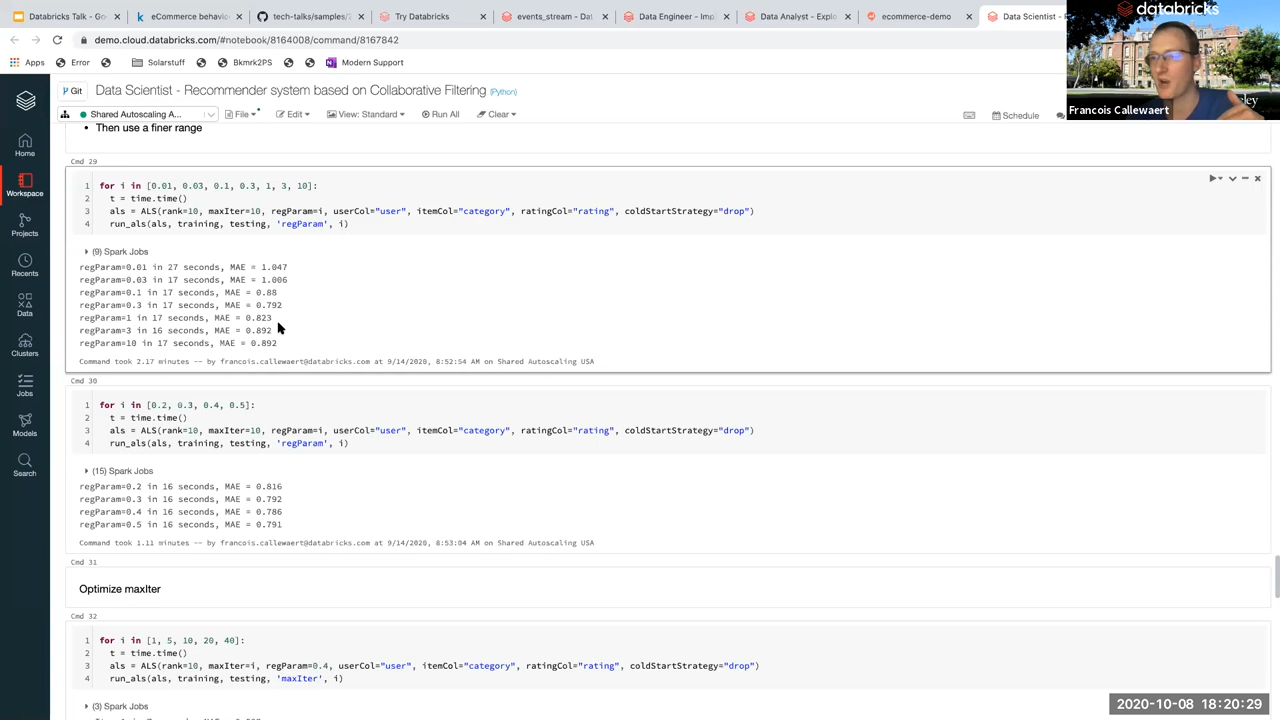 Databricks Talk - Go
eCommerce behavio
tech-talks/samples/
Try Databricks
events_stream - Dat
Data Engineer - Imp
Data Analyst - Explo
ecommerce-demo
Data Scientist -
databricks
demo.cloud.databricks.com/#notebook/8164008/command/8167842
Apps
Error
Solarstuff
Bkmrk2PS
Modern Support
Git
Data Scientist - Recommender system based on Collaborative Filtering (Python)
Francois Callewaert
Shared Autoscaling A...
File
Edit
View: Standard
Run All
Clear
Schedule
Home
Workspace
Projects
Recents
Data
Clusters
Jobs
Models
Search
• Then use a finer range
Cmd 29
1 for i in [0.01, 0.03, 0.1, 0.3, 1, 3, 10]:
2 t = time.time()
3 als = ALS(rank=10, maxIter=10, regParam=i, userCol="user", itemCol="category", ratingCol="rating", coldStartStrategy="drop")
4 run_als(als, training, testing, 'regParam', i)
(9) Spark Jobs
regParam=0.01 in 27 seconds, MAE = 1.047
regParam=0.03 in 17 seconds, MAE = 1.006
regParam=0.1 in 17 seconds, MAE = 0.88
regParam=0.3 in 17 seconds, MAE = 0.792
regParam=1 in 17 seconds, MAE = 0.823
regParam=3 in 16 seconds, MAE = 0.892
regParam=10 in 17 seconds, MAE = 0.892
Command took 2.17 minutes -- by francois.callewaert@databricks.com at 9/14/2020, 8:52:54 AM on Shared Autoscaling USA
Cmd 30
1 for i in [0.2, 0.3, 0.4, 0.5]:
2 t = time.time()
3 als = ALS(rank=10, maxIter=10, regParam=i, userCol="user", itemCol="category", ratingCol="rating", coldStartStrategy="drop")
4 run_als(als, training, testing, 'regParam', i)
(15) Spark Jobs
regParam=0.2 in 16 seconds, MAE = 0.816
regParam=0.3 in 16 seconds, MAE = 0.792
regParam=0.4 in 16 seconds, MAE = 0.786
regParam=0.5 in 16 seconds, MAE = 0.791
Command took 1.11 minutes -- by francois.callewaert@databricks.com at 9/14/2020, 8:53:04 AM on Shared Autoscaling USA
Cmd 31
Optimize maxIter
Cmd 32
1 for i in [1, 5, 10, 20, 40]:
2 t = time.time()
3 als = ALS(rank=10, maxIter=i, regParam=0.4, userCol="user", itemCol="category", ratingCol="rating", coldStartStrategy="drop")
4 run_als(als, training, testing, 'maxIter', i)
(3) Spark Jobs
2020-10-08 18:20:29